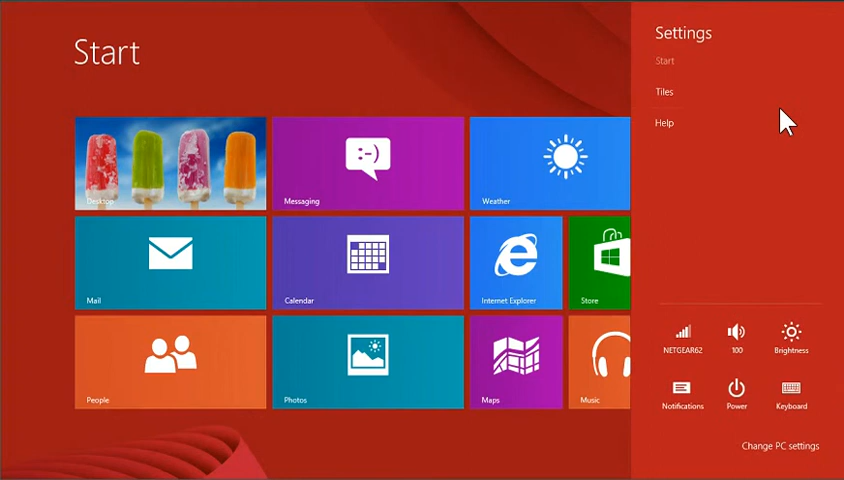 Start
Settings
Start
Tiles
Help
Desktop
Messaging
:-)
Weather
Mail
Calendar
Internet Explorer
Store
People
Photos
Maps
Music
NETGEAR62
100
Brightness
Notifications
Power
Keyboard
Change PC settings